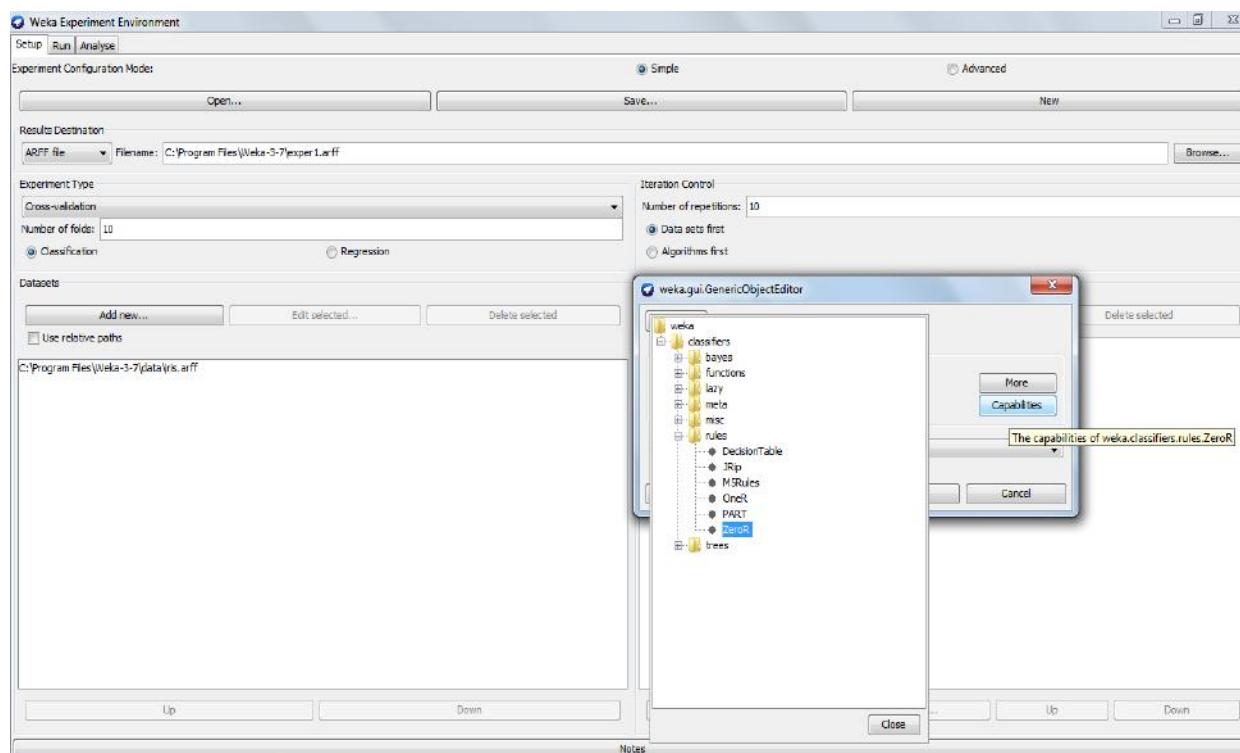 Weka Experiment Environment
Setup Run Analyse
Experiment Configuration Mode: Simple Advanced
Open... Save... New
Results Destination
ARFF file Filename: C:\Program Files\Weka-3-7\exper1.arff Browse...
Experiment Type Iteration Control
Cross-validation Number of repetitions: 10
Number of folds: 10 Data sets first
Classification Regression Algorithms first
Datasets
weka.gui.GenericObjectEditor
Add new... Edit selected... Delete selected Delete selected
Use relative paths
C:\Program Files\Weka-3-7\data\iris.arff
weka
classifiers
bayes
functions
lazy
meta
misc
rules
DecisionTable
JRip
M5Rules
OneR
PART
ZeroR
trees
More
Capabilities
The capabilities of weka.classifiers.rules.ZeroR
Cancel
Close
Up Down Up Down
Notes